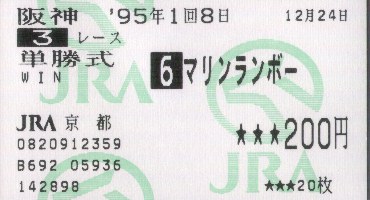 阪神 '95年1回8日 12月24日
3 レース
単勝式
WIN
6 マリンランボー
JRA 京都
★★★200円
0820912359
B692 05936
142898
★★★20枚
JRA
JRA